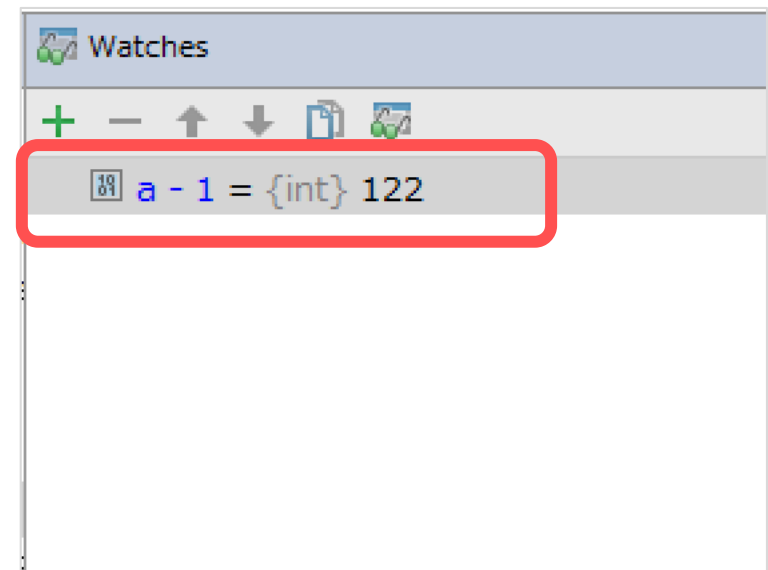 Watches
a - 1 = {int} 122